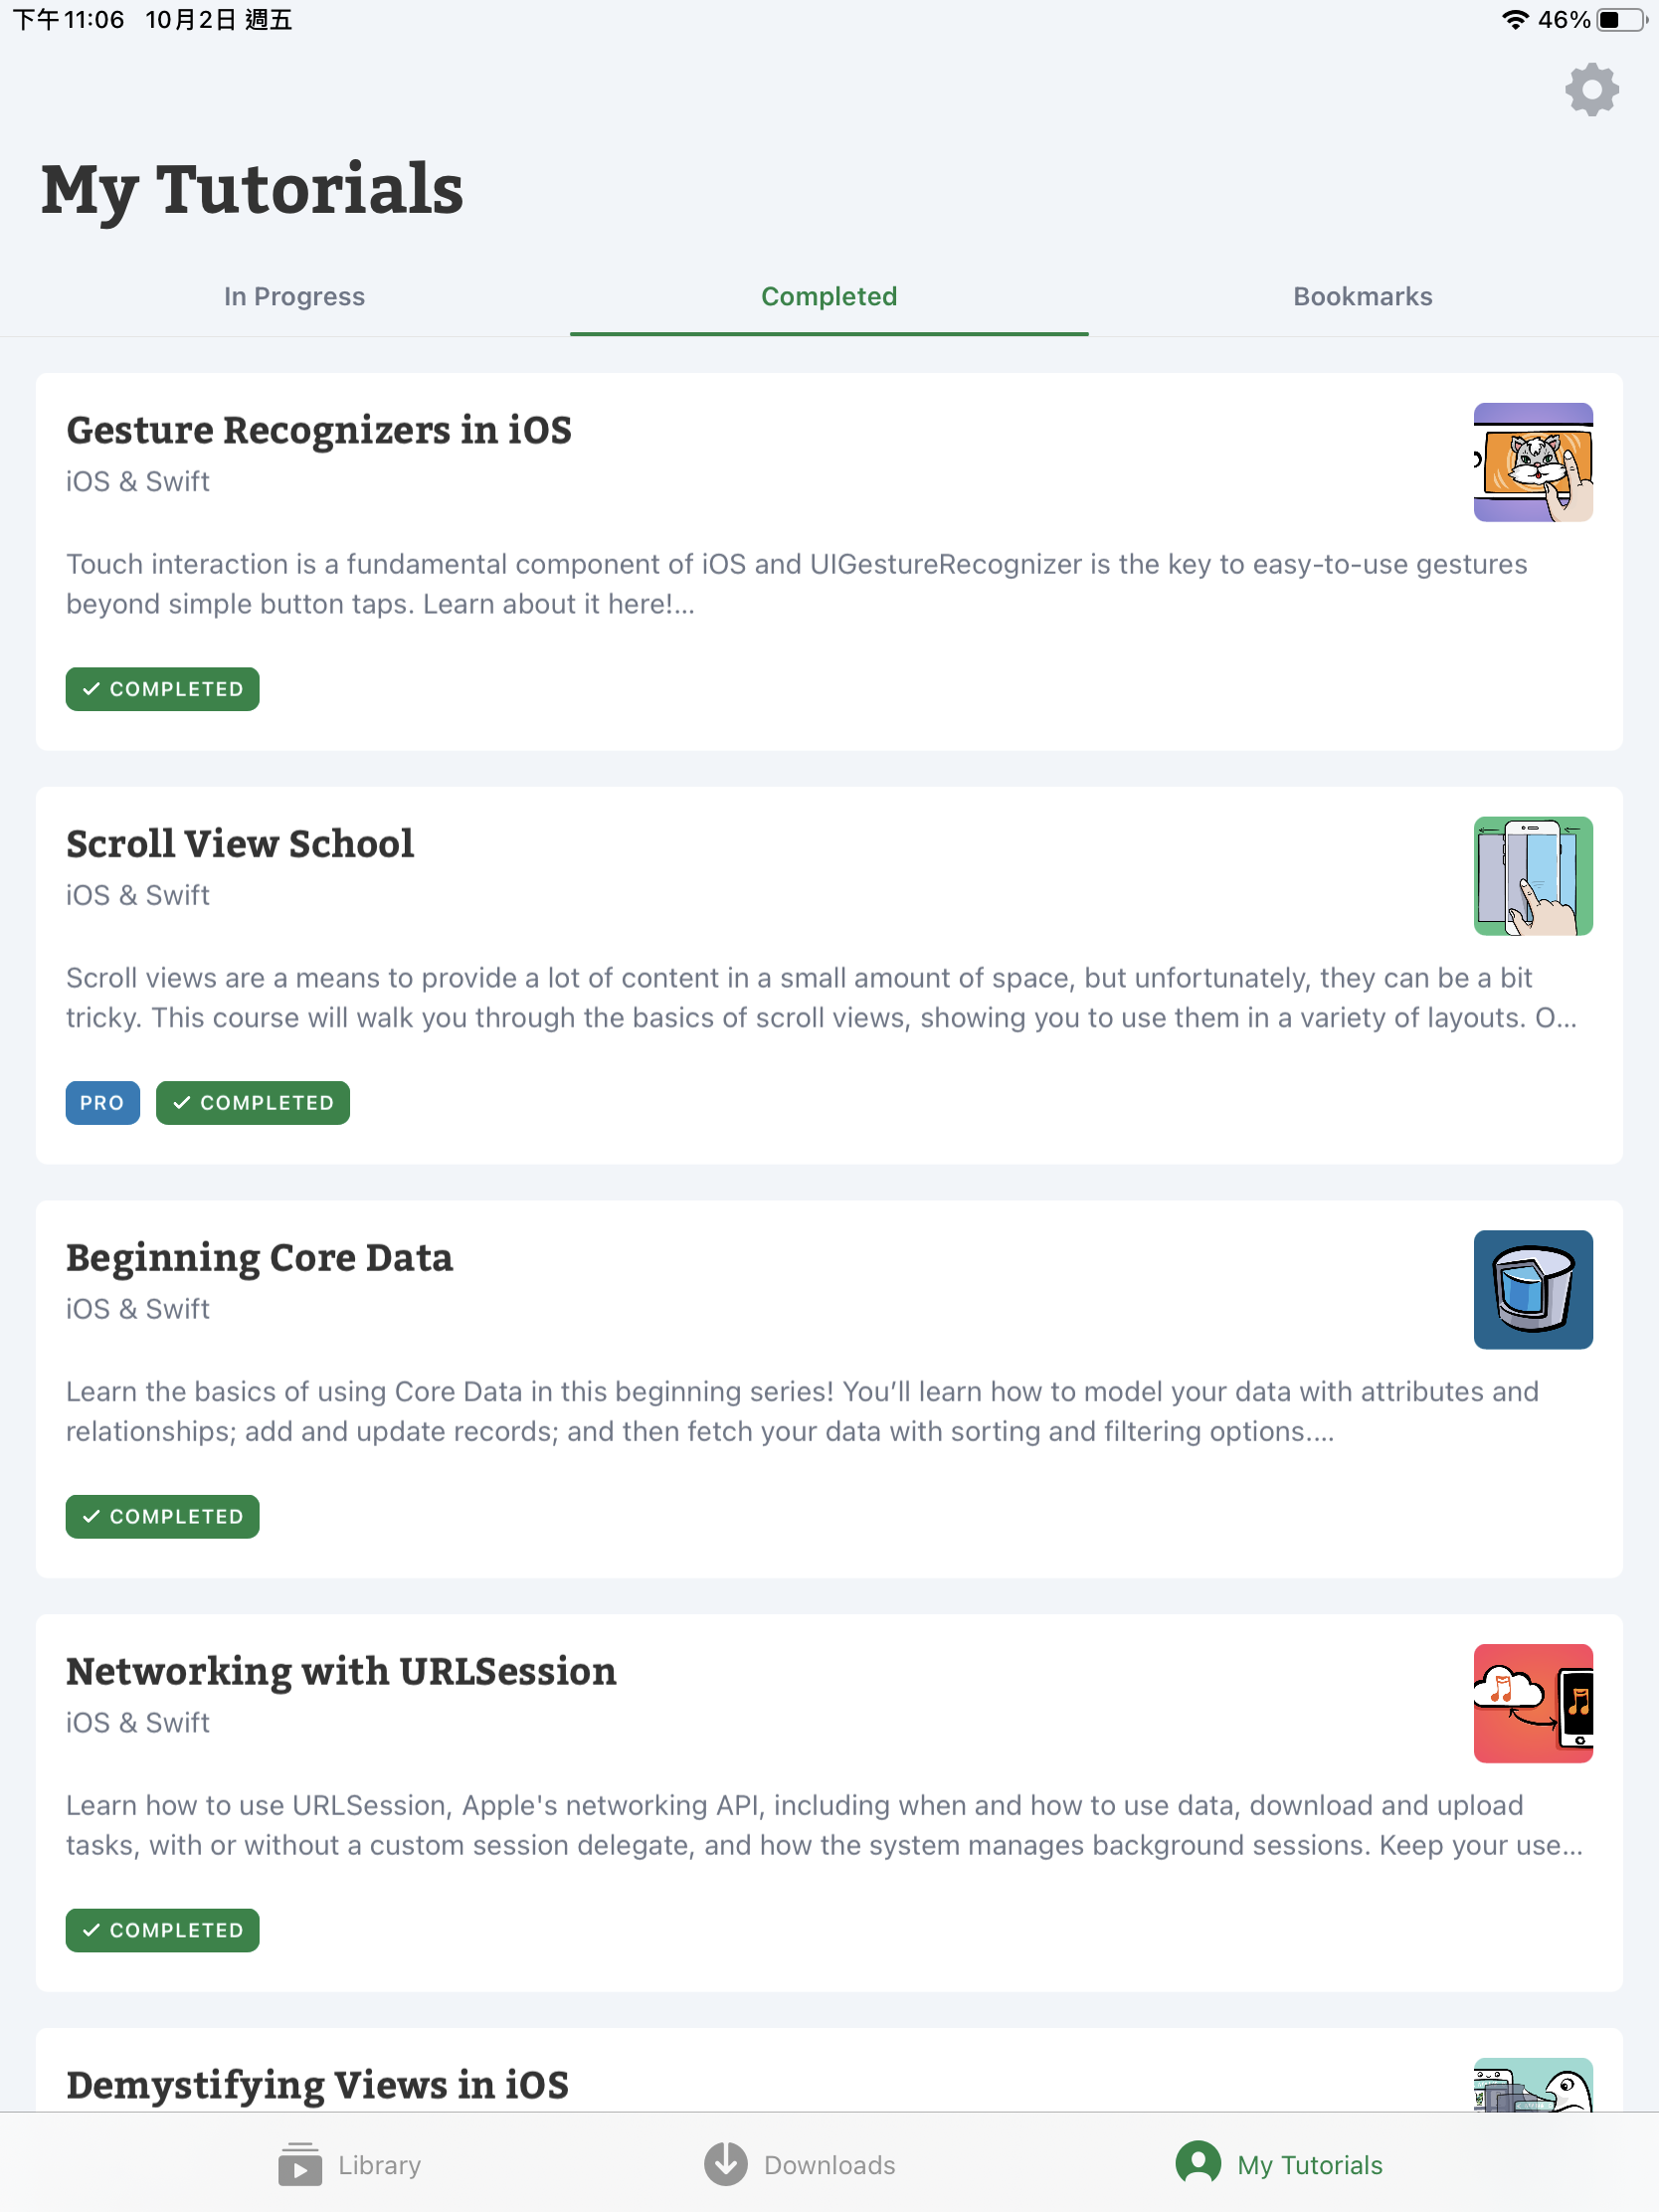 下午11:06 10月2日 週五
46%
My Tutorials
In Progress
Completed
Bookmarks
Gesture Recognizers in iOS
iOS & Swift
Touch interaction is a fundamental component of iOS and UIGestureRecognizer is the key to easy-to-use gestures
beyond simple button taps. Learn about it here!...
✓ COMPLETED
Scroll View School
iOS & Swift
Scroll views are a means to provide a lot of content in a small amount of space, but unfortunately, they can be a bit
tricky. This course will walk you through the basics of scroll views, showing you to use them in a variety of layouts. O...
PRO
✓ COMPLETED
Beginning Core Data
iOS & Swift
Learn the basics of using Core Data in this beginning series! You’ll learn how to model your data with attributes and
relationships; add and update records; and then fetch your data with sorting and filtering options....
✓ COMPLETED
Networking with URLSession
iOS & Swift
Learn how to use URLSession, Apple's networking API, including when and how to use data, download and upload
tasks, with or without a custom session delegate, and how the system manages background sessions. Keep your use...
✓ COMPLETED
Demystifying Views in iOS
Library
Downloads
My Tutorials